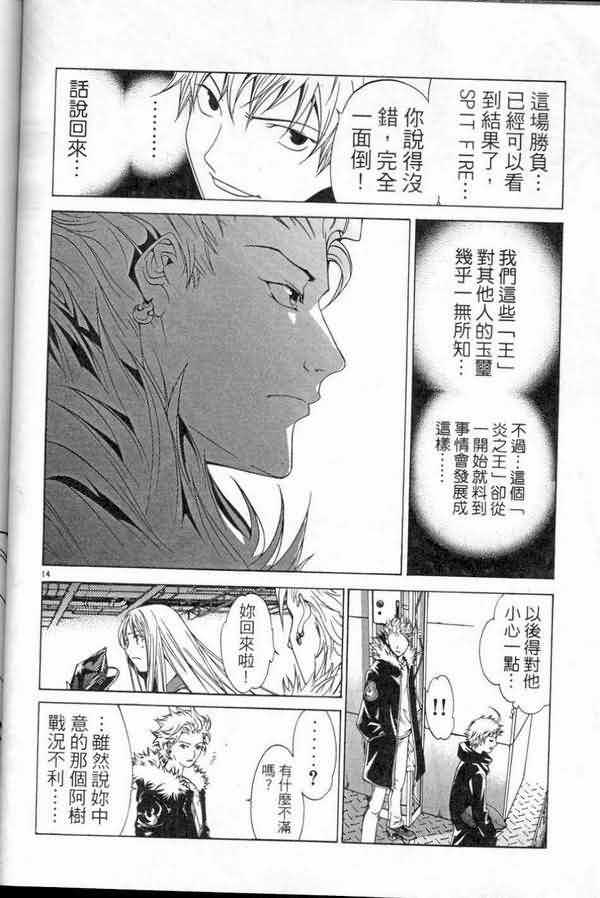 這場勝負…
已經可以看
到結果了，
SPIT FIRE…
你說得沒
錯，完全
一面倒！
………
話說回來…
我們這些「王」
對其他人的玉璽
幾乎一無所知…
不過…這個「
炎之王」卻從
一開始就料到
事情會發展成
這樣……
14
以後得對他
小心一點…
!!
妳回來啦！
……？
有什麼不滿
嗎？
…雖然說妳中
意的那個阿樹
戰況不利……